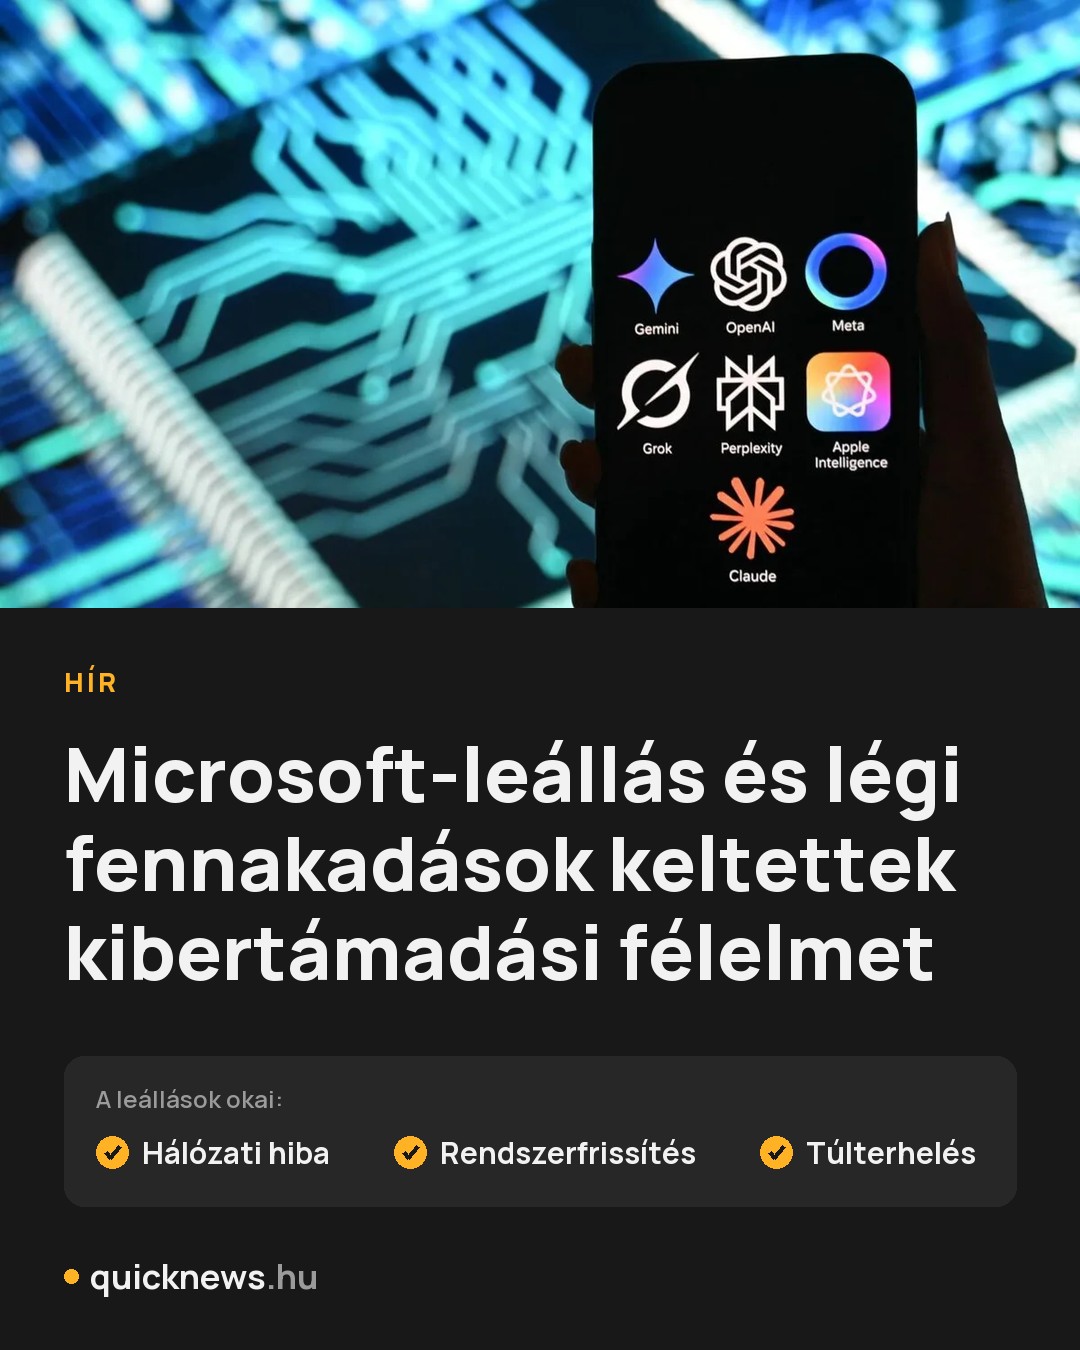 Gemini
OpenAI
Meta
Grok
Perplexity
Apple
Intelligence
Claude
HÍR
Microsoft-leállás és légi
fennakadások keltettek
kibertámadási félelmet
A leállások okai:
Hálózati hiba
Rendszerfrissítés
Túlterhelés
quicknews.hu